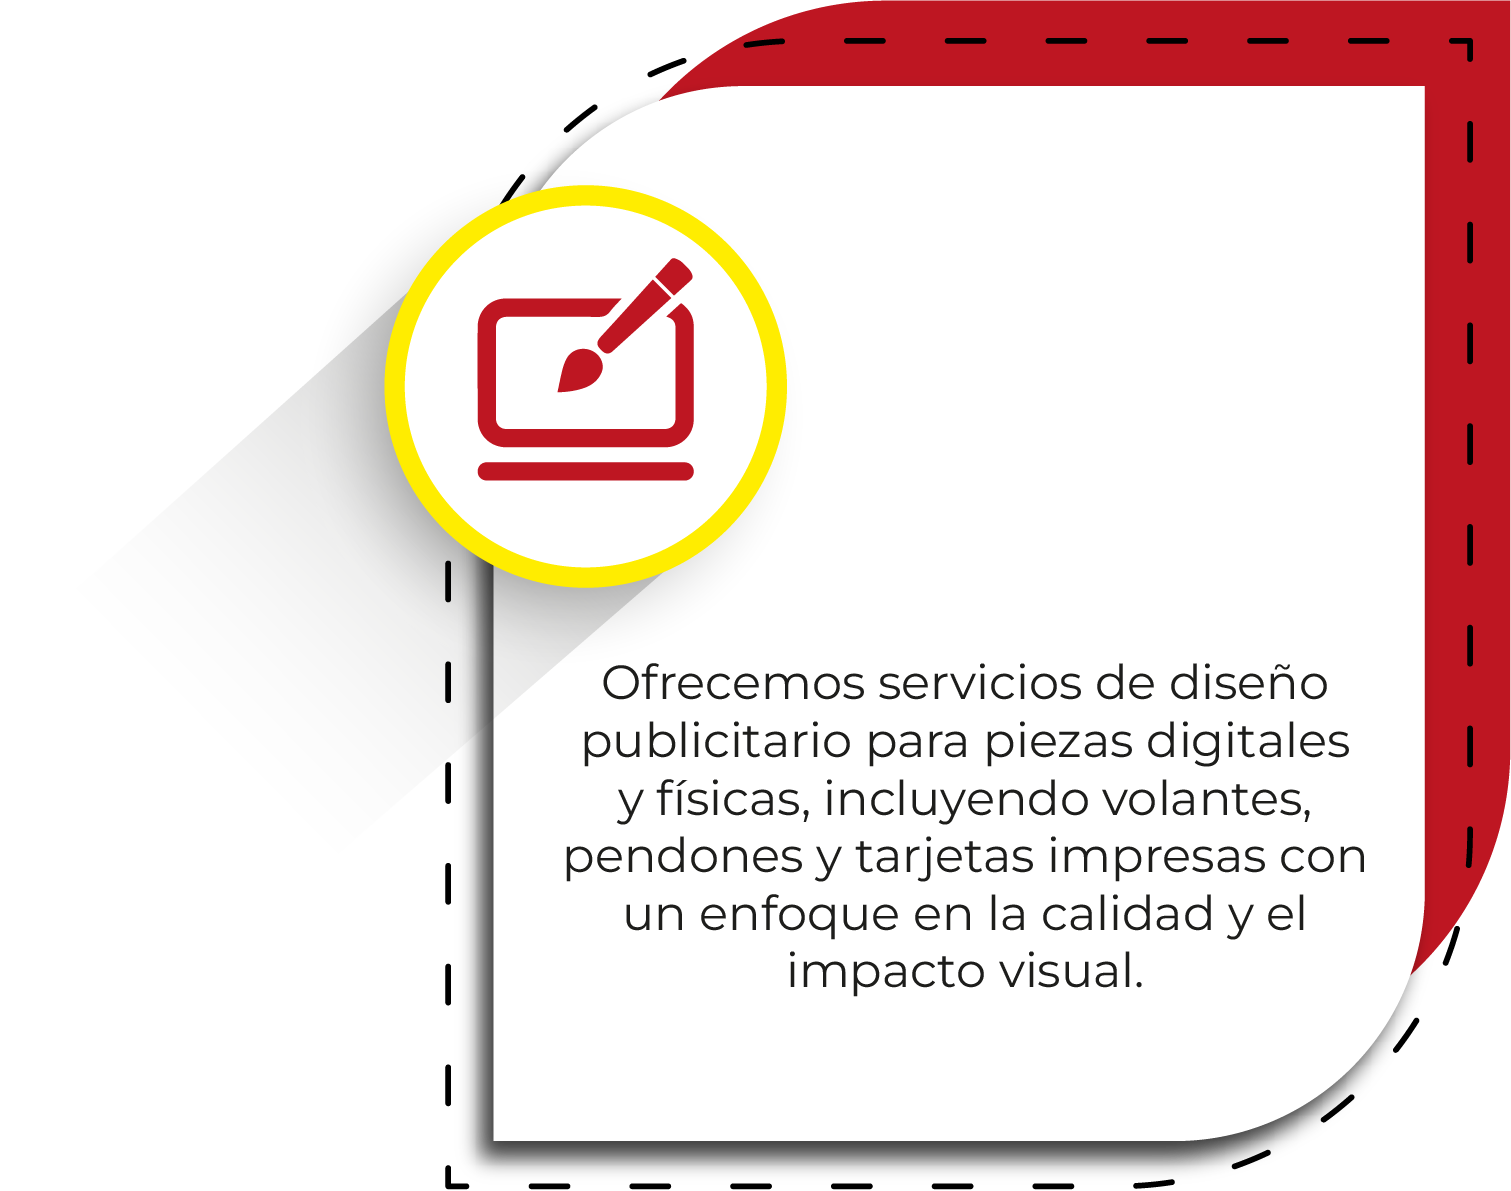 Ofrecemos servicios de diseño
publicitario para piezas digitales
y físicas, incluyendo volantes,
pendones y tarjetas impresas con
un enfoque en la calidad y el
impacto visual.